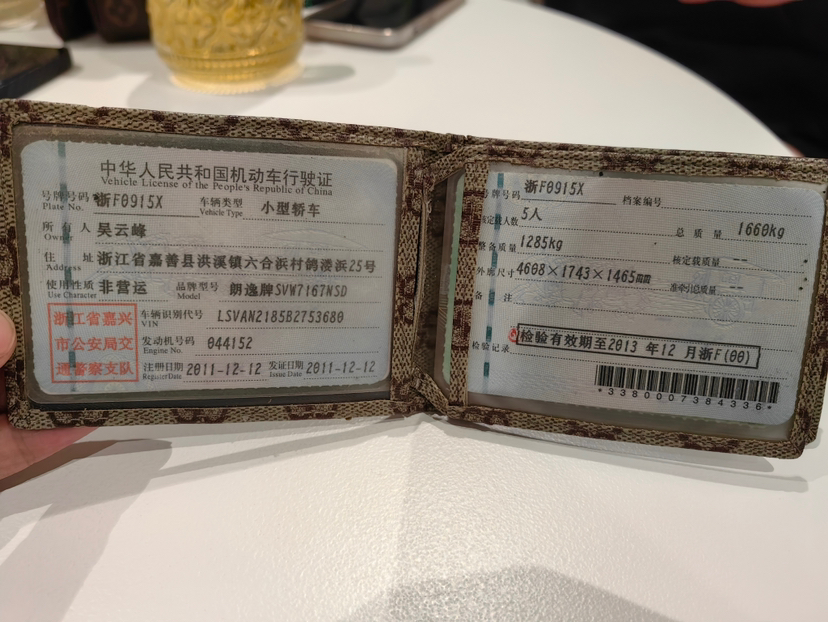 中华人民共和国机动车行驶证
Vehicle License of the People's Republic of China
号牌号码 浙F0915X 车辆类型 小型轿车
Plate No. Vehicle Type
所有人 吴云峰
Owner
住址 浙江省嘉善县洪溪镇六合浜村鸽溇浜25号
Address
使用性质 非营运 品牌型号 朗逸牌SVW7167NSD
Use Character Model
浙江省嘉兴
市公安局交
通警察支队
车辆识别代号 LSVAN2185B2753680
VIN
发动机号码 044152
Engine No.
注册日期 2011-12-12 发证日期 2011-12-12
Register Date Issue Date
号牌号码 浙F0915X 档案编号
核定载人数 5人 总质量 1660kg
整备质量 1285kg 核定载质量 --
外廓尺寸 4608×1743×1465mm 准牵引总质量 --
备注
检验记录 检验有效期至2013 年12 月浙F(00)
*3380007384336*